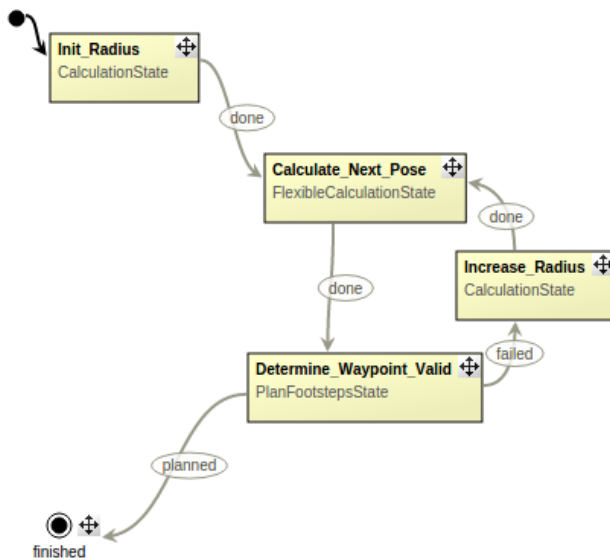 Init_Radius
CalculationState
done
Calculate_Next_Pose
FlexibleCalculationState
done
Increase_Radius
CalculationState
done
Determine_Waypoint_Valid
PlanFootstepsState
failed
planned
finished